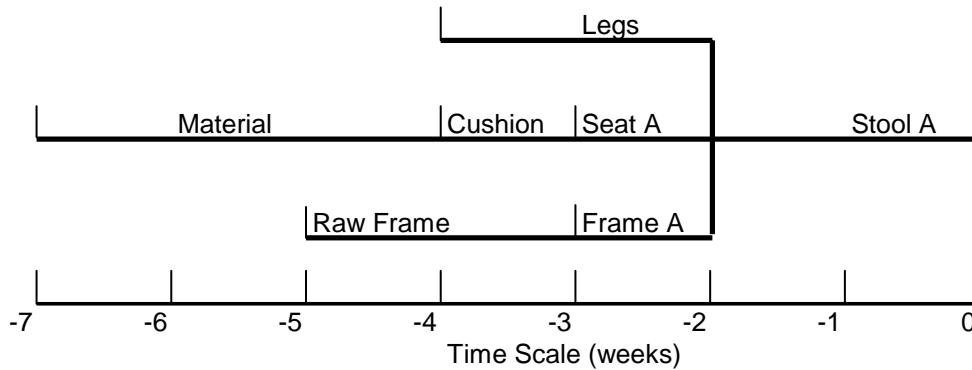 Legs
Material Cushion Seat A Stool A
Raw Frame Frame A
-7 -6 -5 -4 -3 -2 -1 0
Time Scale (weeks)